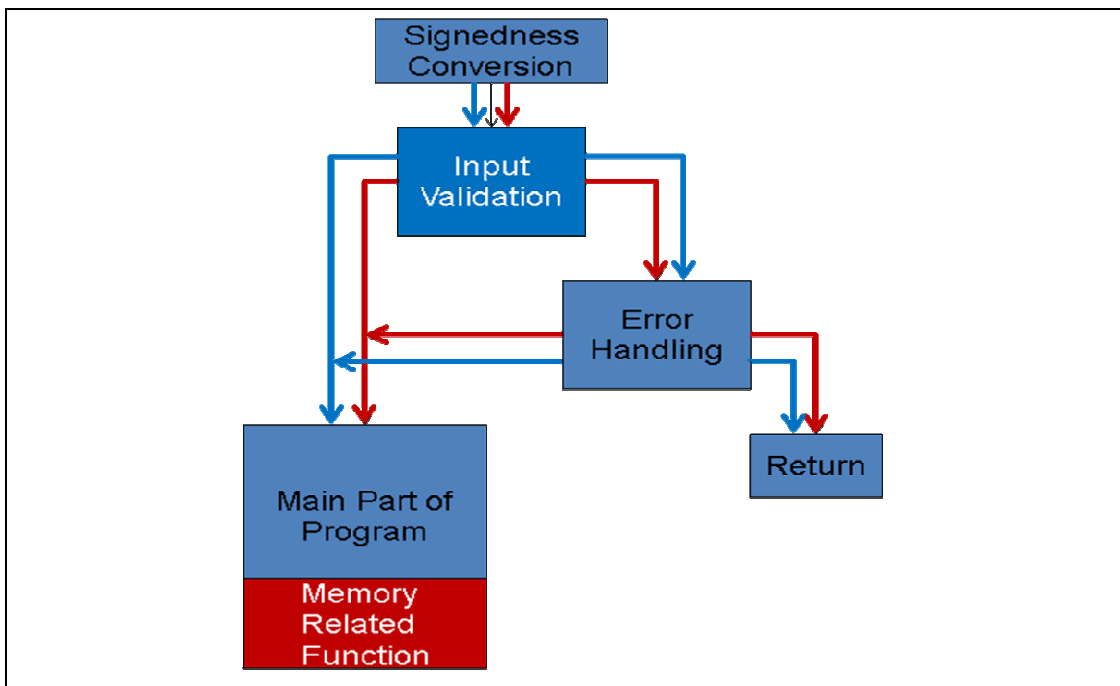 Signedness
Conversion
Input
Validation
Error
Handling
Return
Main Part of
Program
Memory
Related
Function